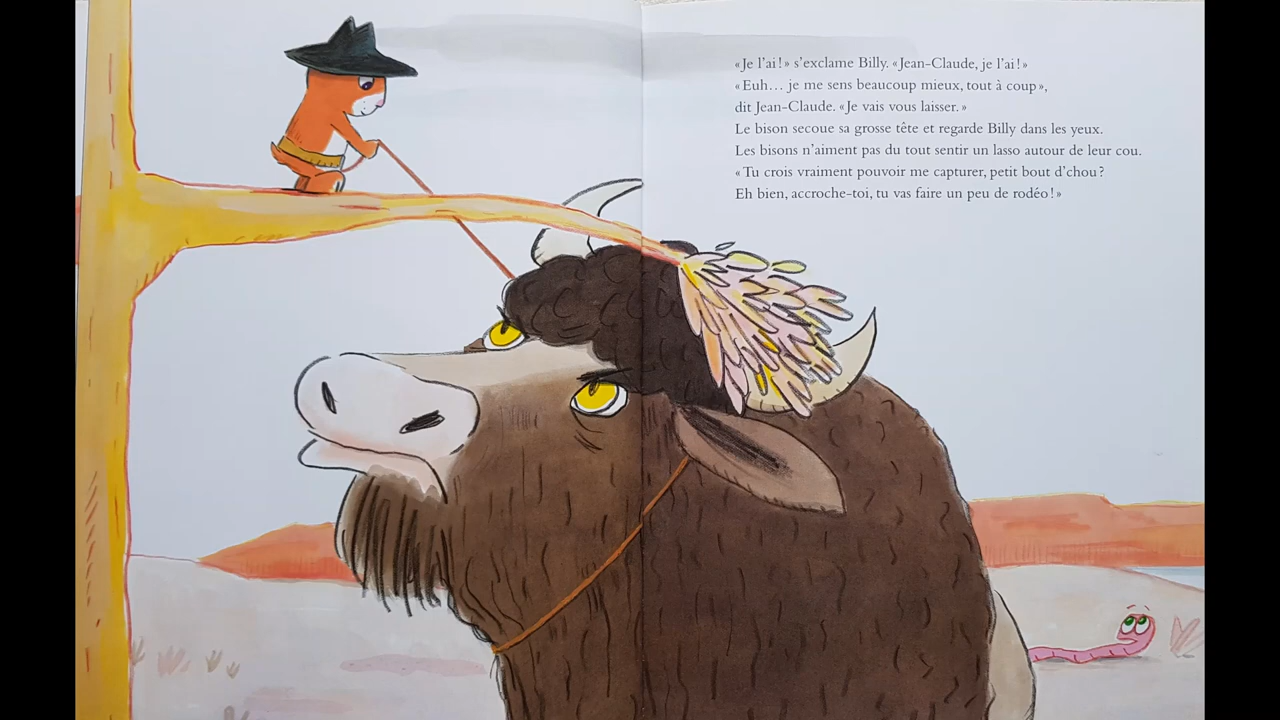 «Je l'ai!» s'exclame Billy. «Jean-Claude, je l'ai!»
«Euh... je me sens beaucoup mieux, tout à coup»,
dit Jean-Claude. «Je vais vous laisser.»
Le bison secoue sa grosse tête et regarde Billy dans les yeux.
Les bisons n'aiment pas du tout sentir un lasso autour de leur cou.
«Tu crois vraiment pouvoir me capturer, petit bout d'chou?
Eh bien, accroche-toi, tu vas faire un peu de rodéo!»